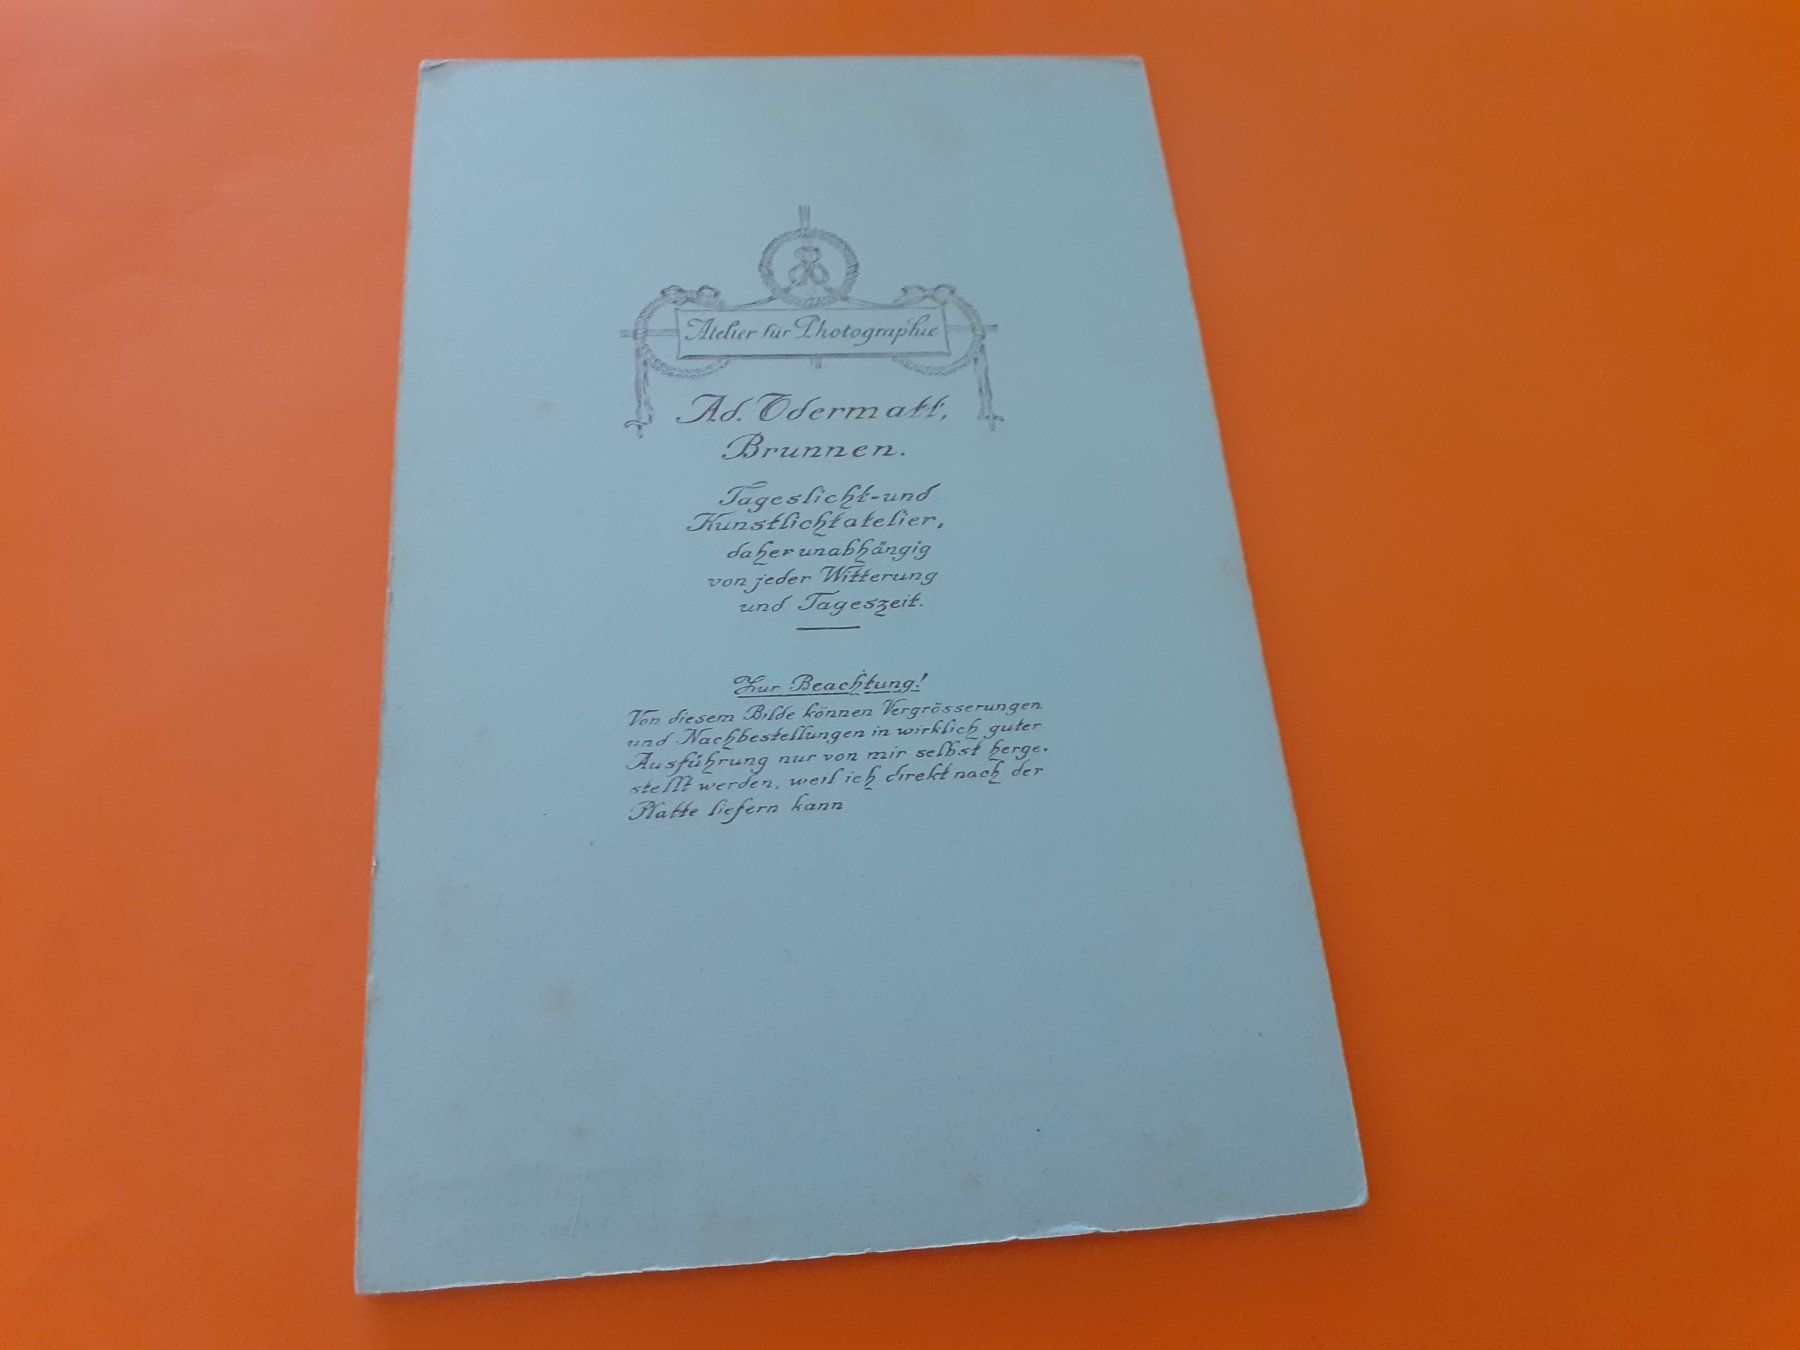 Atelier für Photographie
Ad. Odermatt,
Brunnen.
Tageslicht-und
Kunstlichtatelier,
daher unabhängig
von jeder Witterung
und Tageszeit.
Zur Beachtung!
Von diesem Bilde können Vergrösserungen
und Nachbestellungen in wirklich guter
Ausführung nur von mir selbst herge-
stellt werden, weil ich direkt nach der
Platte liefern kann